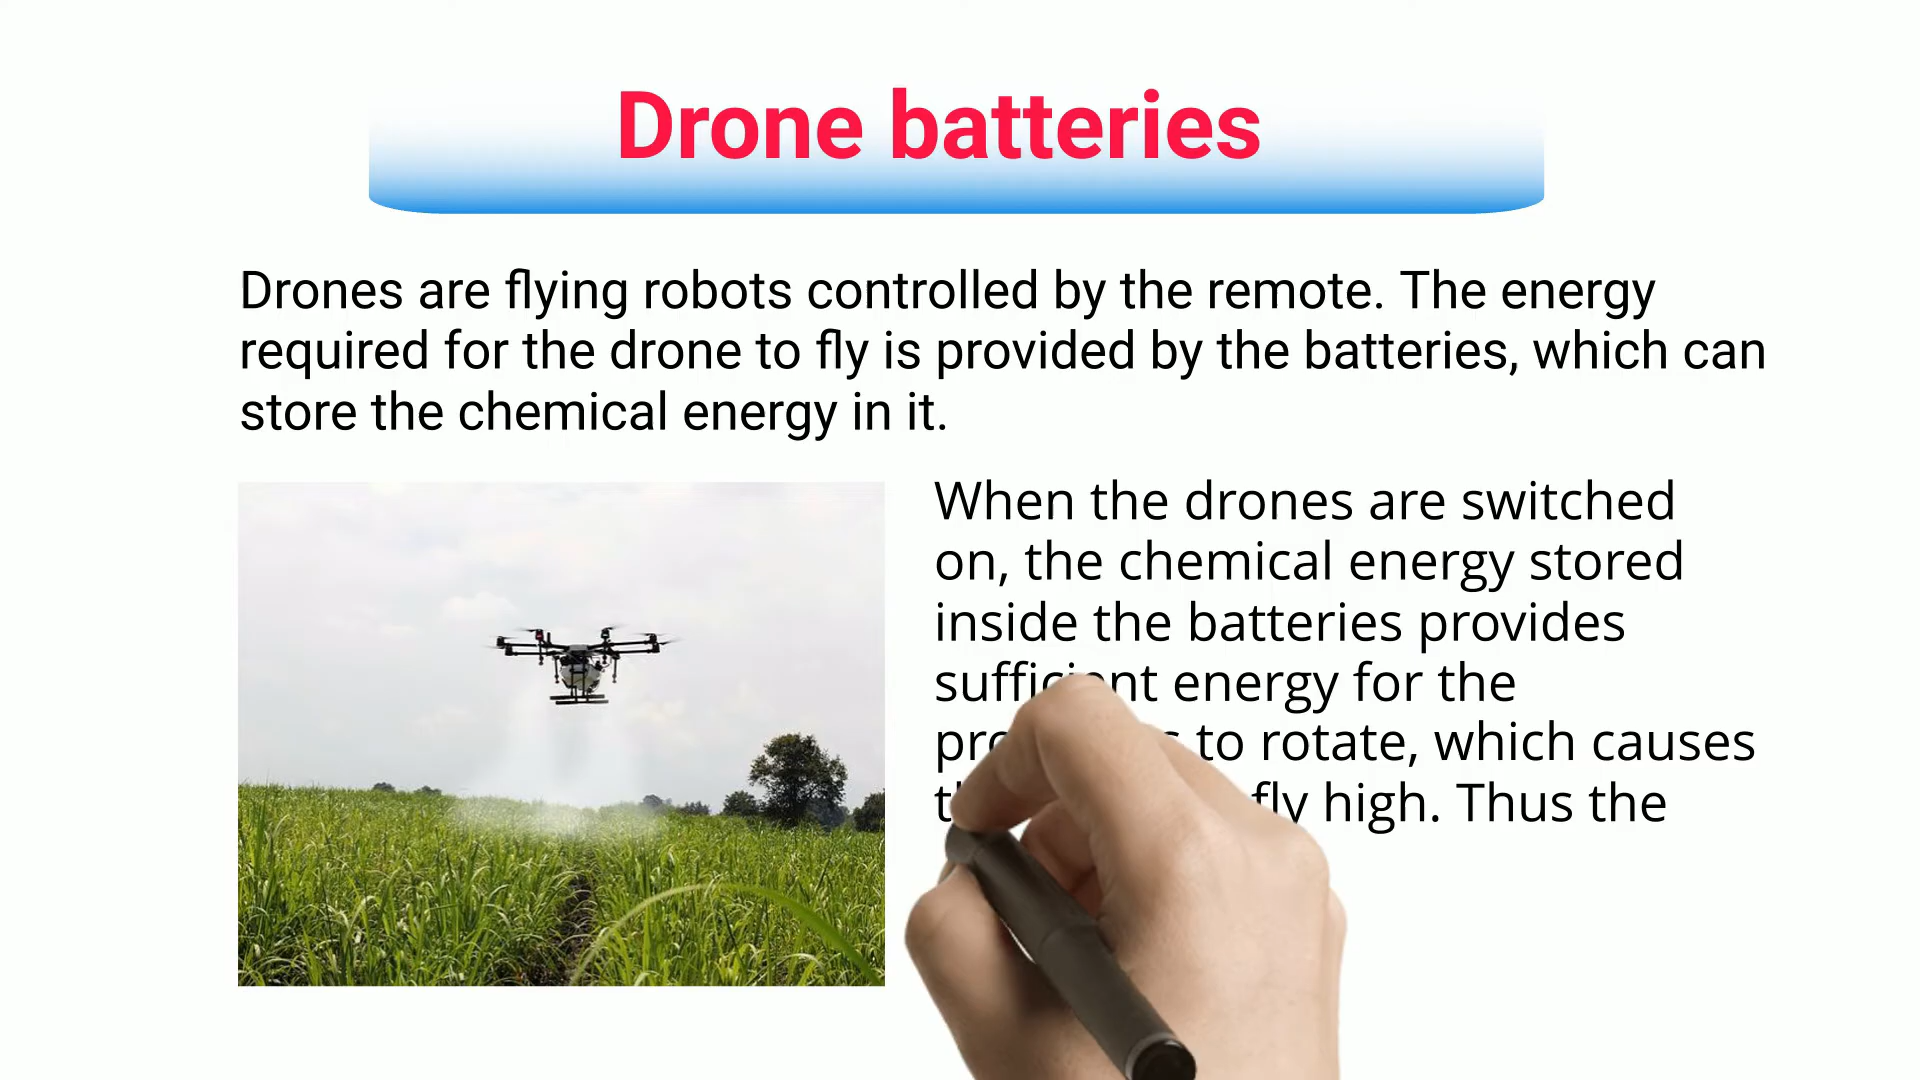 Drone batteries
Drones are flying robots controlled by the remote. The energy
required for the drone to fly is provided by the batteries, which can
store the chemical energy in it.
When the drones are switched
on, the chemical energy stored
inside the batteries provides
sufficient energy for the
to rotate, which causes
fly high. Thus the